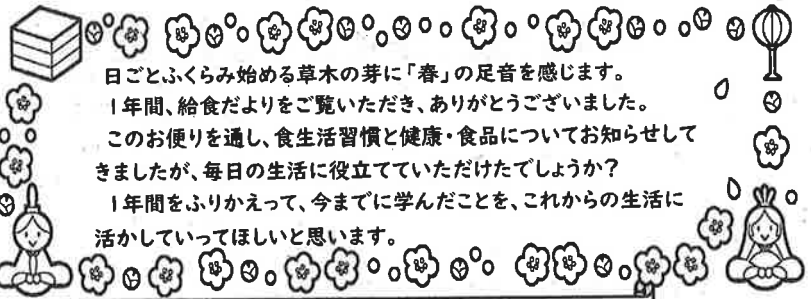 日ごとふくらみ始める草木の芽に「春」の足音を感じます。
1年間、給食だよりをご覧いただき、ありがとうございました。
このお便りを通し、食生活習慣と健康・食品についてお知らせして
きましたが、毎日の生活に役立てていただけたでしょうか?
1年間をふりかえって、今までに学んだことを、これからの生活に
活かしていってほしいと思います。